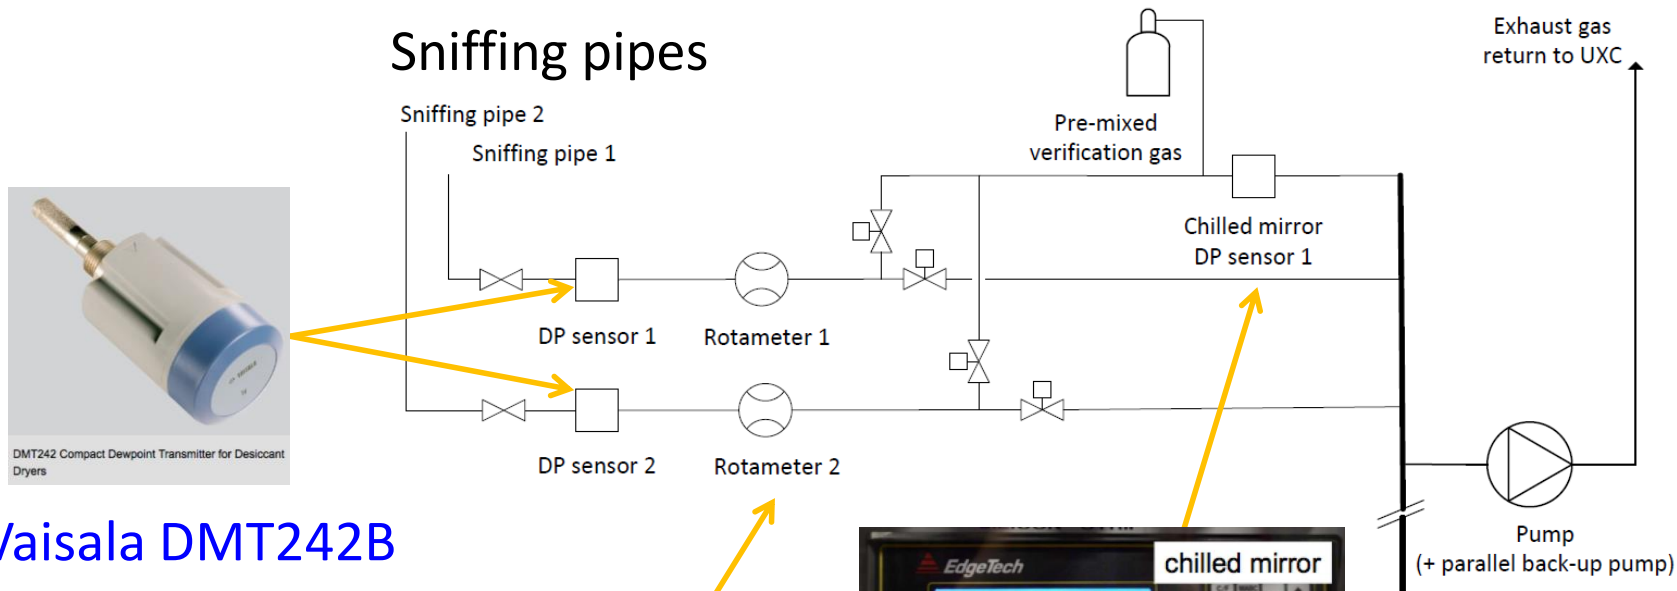 Sniffing pipes
Exhaust gas
return to UXC
Sniffing pipe 2
Sniffing pipe 1
Pre-mixed
verification gas
Chilled mirror
DP sensor 1
DP sensor 1
Rotameter 1
DP sensor 2
Rotameter 2
DMT242 Compact Dewpoint Transmitter for Desiccant
Dryers
Vaisala DMT242B
EdgeTech
chilled mirror
Pump
(+ parallel back-up pump)